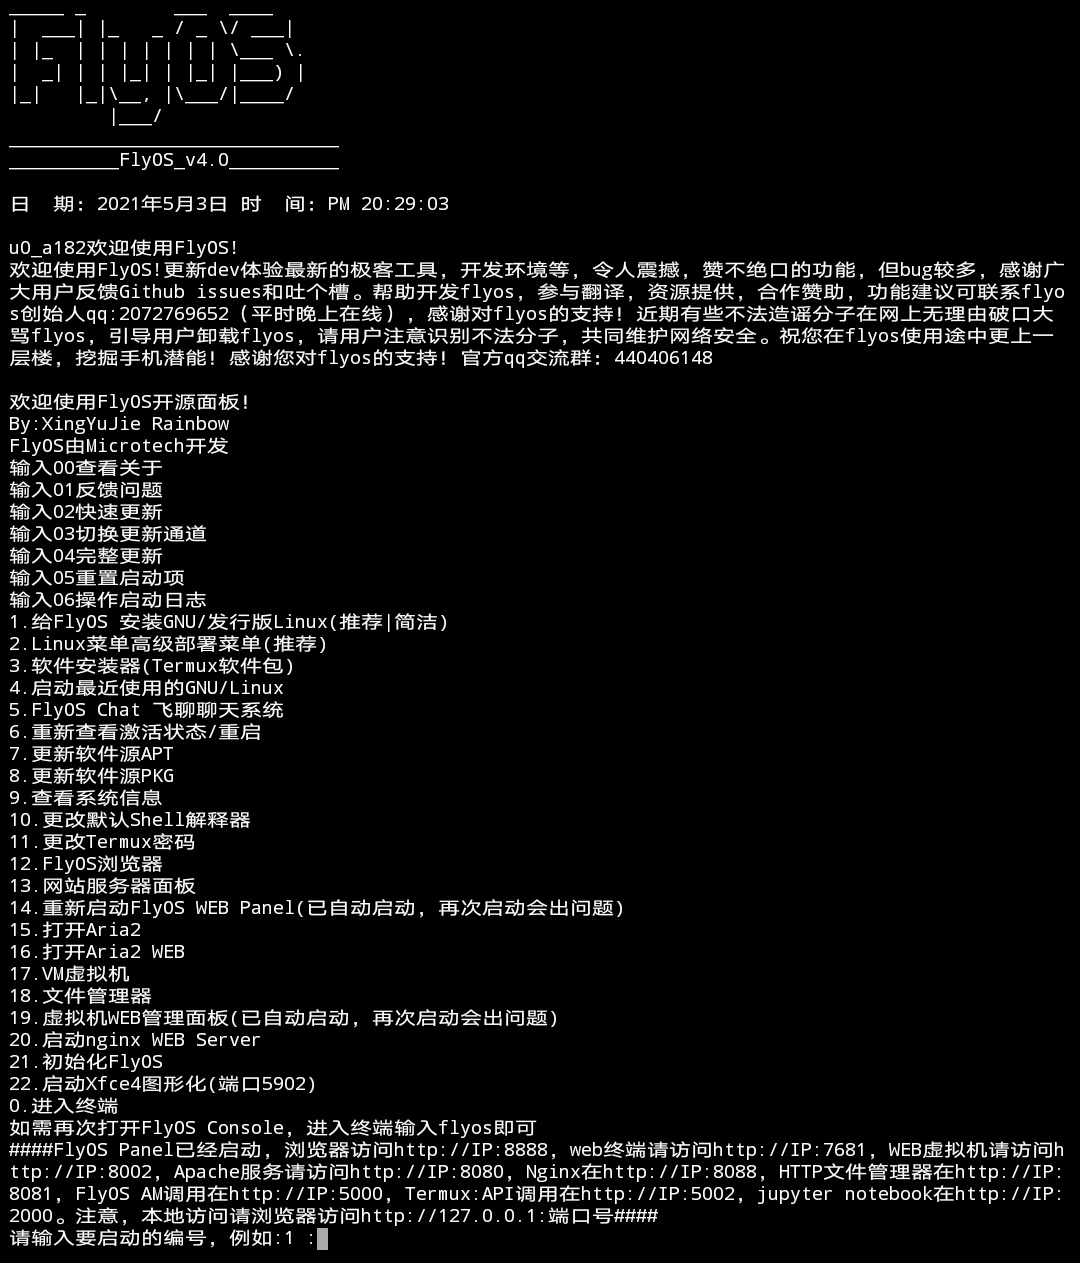 _____ _        ___  ____
|  ___| |_   _ / _ \/ ___|
| |_  | | | | | | | \___ \.
|  _| | | |_| | |_| |___) |
|_|   |_|\__, |\___/|____/
         |___/
______________________________
__________FlyOS_v4.0__________
日  期: 2021年5月3日 时  间: PM 20:29:03
u0_a182欢迎使用FlyOS!
欢迎使用FlyOS!更新dev体验最新的极客工具，开发环境等，令人震撼，赞不绝口的功能，但bug较多，感谢广
大用户反馈Github issues和吐个槽。帮助开发flyos，参与翻译，资源提供，合作赞助，功能建议可联系flyo
s创始人qq:2072769652（平时晚上在线），感谢对flyos的支持！近期有些不法造谣分子在网上无理由破口大
骂flyos，引导用户卸载flyos，请用户注意识别不法分子，共同维护网络安全。祝您在flyos使用途中更上一
层楼，挖掘手机潜能！感谢您对flyos的支持！官方qq交流群：440406148
欢迎使用FlyOS开源面板!
By:XingYuJie Rainbow
FlyOS由Microtech开发
输入00查看关于
输入01反馈问题
输入02快速更新
输入03切换更新通道
输入04完整更新
输入05重置启动项
输入06操作启动日志
1.给FlyOS 安装GNU/发行版Linux(推荐|简洁)
2.Linux菜单高级部署菜单(推荐)
3.软件安装器(Termux软件包)
4.启动最近使用的GNU/Linux
5.FlyOS Chat 飞聊聊天系统
6.重新查看激活状态/重启
7.更新软件源APT
8.更新软件源PKG
9.查看系统信息
10.更改默认Shell解释器
11.更改Termux密码
12.FlyOS浏览器
13.网站服务器面板
14.重新启动FlyOS WEB Panel(已自动启动，再次启动会出问题)
15.打开Aria2
16.打开Aria2 WEB
17.VM虚拟机
18.文件管理器
19.虚拟机WEB管理面板(已自动启动，再次启动会出问题)
20.启动nginx WEB Server
21.初始化FlyOS
22.启动Xfce4图形化(端口5902)
0.进入终端
如需再次打开FlyOS Console，进入终端输入flyos即可
####FlyOS Panel已经启动，浏览器访问http://IP:8888，web终端请访问http://IP:7681，WEB虚拟机请访问h
ttp://IP:8002，Apache服务请访问http://IP:8080，Nginx在http://IP:8088，HTTP文件管理器在http://IP:
8081，FlyOS AM调用在http://IP:5000，Termux:API调用在http://IP:5002，jupyter notebook在http://IP:
2000。注意，本地访问请浏览器访问http://127.0.0.1:端口号####
请输入要启动的编号，例如:1 :